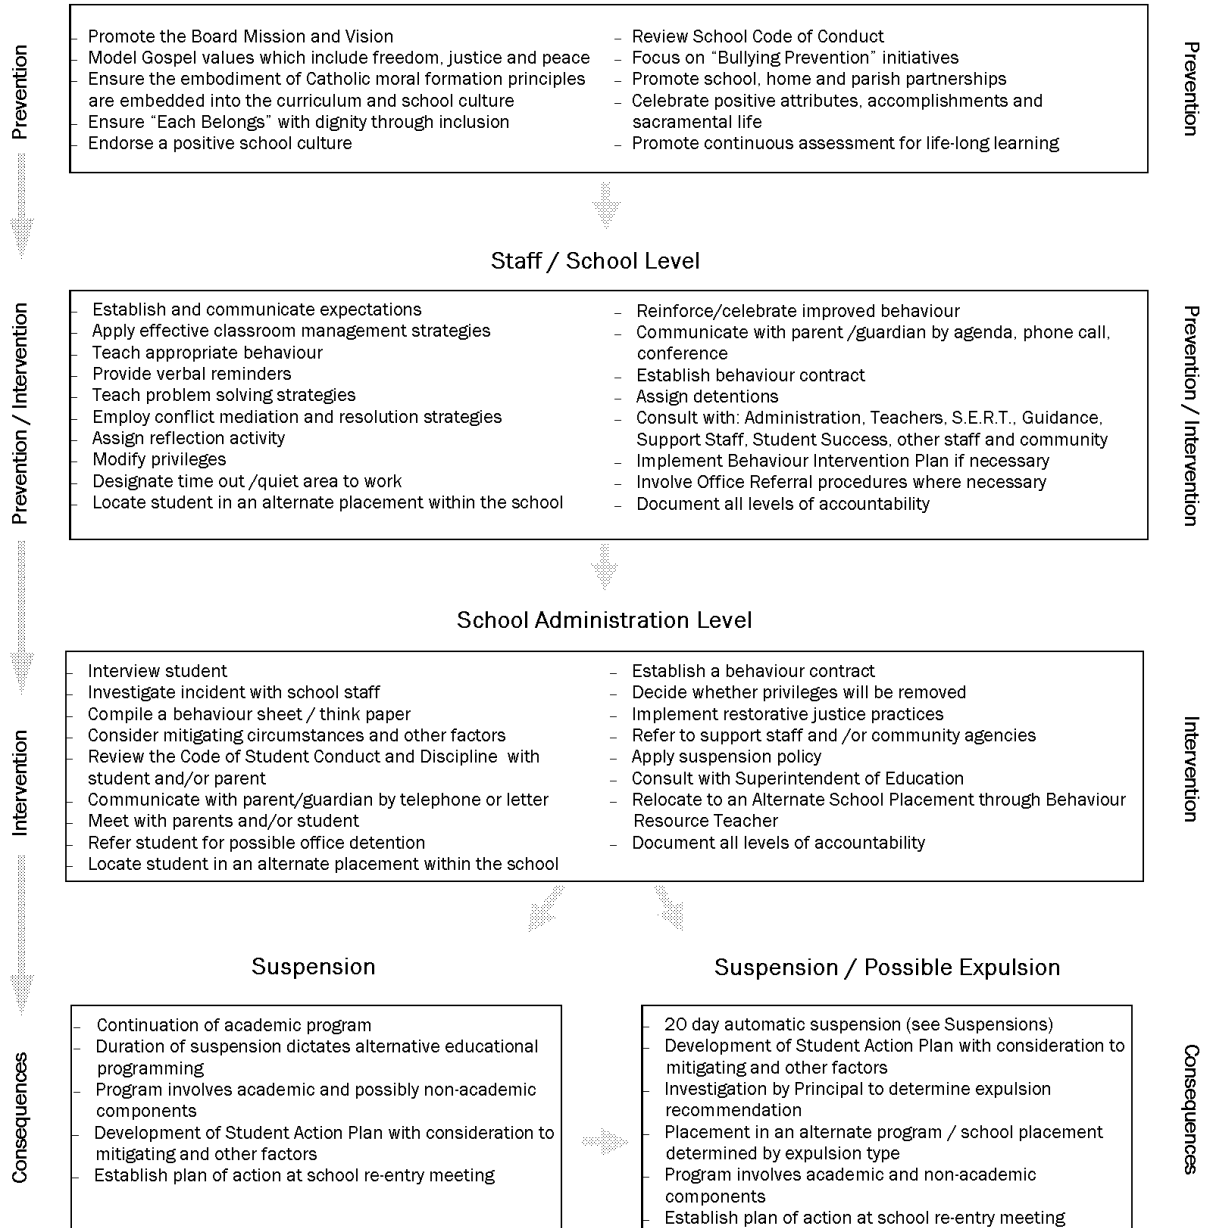 Prevention
– Promote the Board Mission and Vision
– Model Gospel values which include freedom, justice and peace
– Ensure the embodiment of Catholic moral formation principles
are embedded into the curriculum and school culture
– Ensure “Each Belongs” with dignity through inclusion
– Endorse a positive school culture
– Review School Code of Conduct
– Focus on “Bullying Prevention” initiatives
– Promote school, home and parish partnerships
– Celebrate positive attributes, accomplishments and
sacramental life
– Promote continuous assessment for life-long learning
Prevention
Staff / School Level
Prevention / Intervention
– Establish and communicate expectations
– Apply effective classroom management strategies
– Teach appropriate behaviour
– Provide verbal reminders
– Teach problem solving strategies
– Employ conflict mediation and resolution strategies
– Assign reflection activity
– Modify privileges
– Designate time out /quiet area to work
– Locate student in an alternate placement within the school
– Reinforce/celebrate improved behaviour
– Communicate with parent /guardian by agenda, phone call,
conference
– Establish behaviour contract
– Assign detentions
– Consult with: Administration, Teachers, S.E.R.T., Guidance,
Support Staff, Student Success, other staff and community
– Implement Behaviour Intervention Plan if necessary
– Involve Office Referral procedures where necessary
– Document all levels of accountability
Prevention / Intervention
School Administration Level
Intervention
– Interview student
– Investigate incident with school staff
– Compile a behaviour sheet / think paper
– Consider mitigating circumstances and other factors
– Review the Code of Student Conduct and Discipline with
student and/or parent
– Communicate with parent/guardian by telephone or letter
– Meet with parents and/or student
– Refer student for possible office detention
– Locate student in an alternate placement within the school
– Establish a behaviour contract
– Decide whether privileges will be removed
– Implement restorative justice practices
– Refer to support staff and /or community agencies
– Apply suspension policy
– Consult with Superintendent of Education
– Relocate to an Alternate School Placement through Behaviour
Resource Teacher
– Document all levels of accountability
Intervention
Consequences
Suspension
– Continuation of academic program
– Duration of suspension dictates alternative educational
programming
– Program involves academic and possibly non-academic
components
– Development of Student Action Plan with consideration to
mitigating and other factors
– Establish plan of action at school re-entry meeting
Suspension / Possible Expulsion
– 20 day automatic suspension (see Suspensions)
– Development of Student Action Plan with consideration to
mitigating and other factors
– Investigation by Principal to determine expulsion
recommendation
– Placement in an alternate program / school placement
determined by expulsion type
– Program involves academic and non-academic
components
– Establish plan of action at school re-entry meeting
Consequences